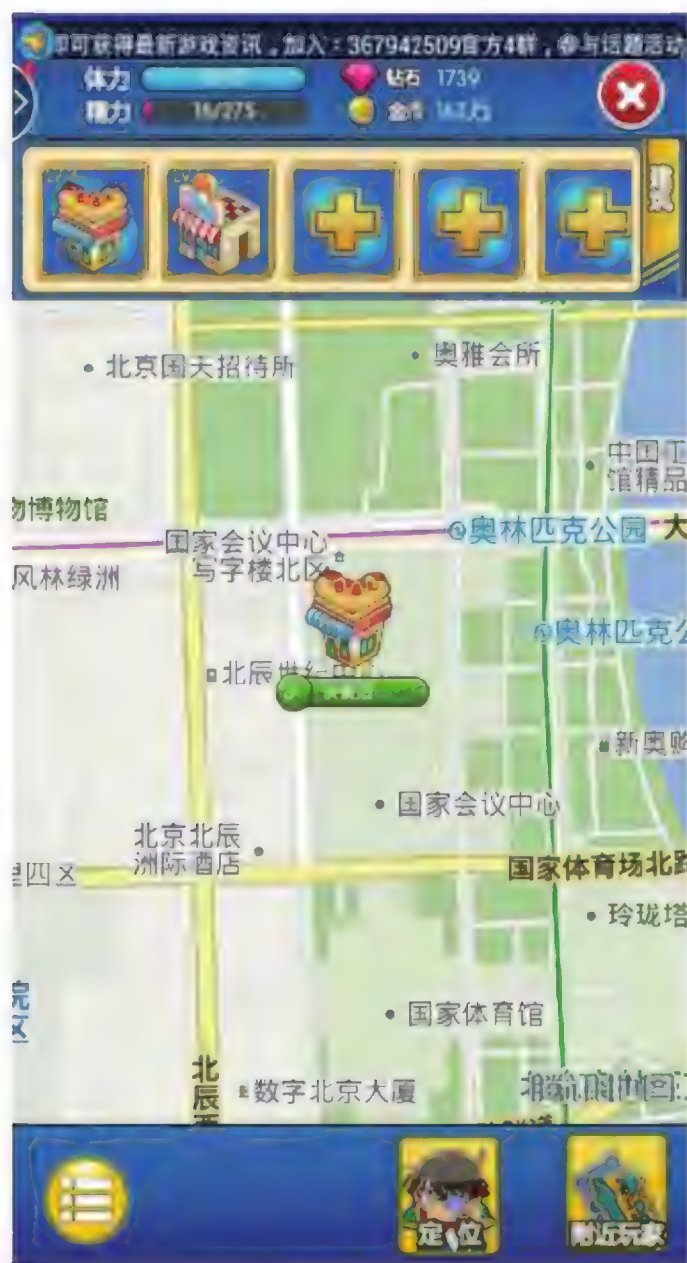 即可获得最新游戏资讯，加入：367942509官方4群，参与话题活动
体力
钻石 1739
精力 16/275
金币
北京国天招待所
奥雅会所
中国工
馆精品
物博物馆
国家会议中心
写字楼北区
奥林匹克公园
大
风林绿洲
奥林匹克公
北辰世纪中
新奥购
国家会议中心
北京北辰
洲际酒店
里四区
国家体育场北路
玲珑塔
国家体育馆
北辰西
数字北京大厦
定位
附近玩家